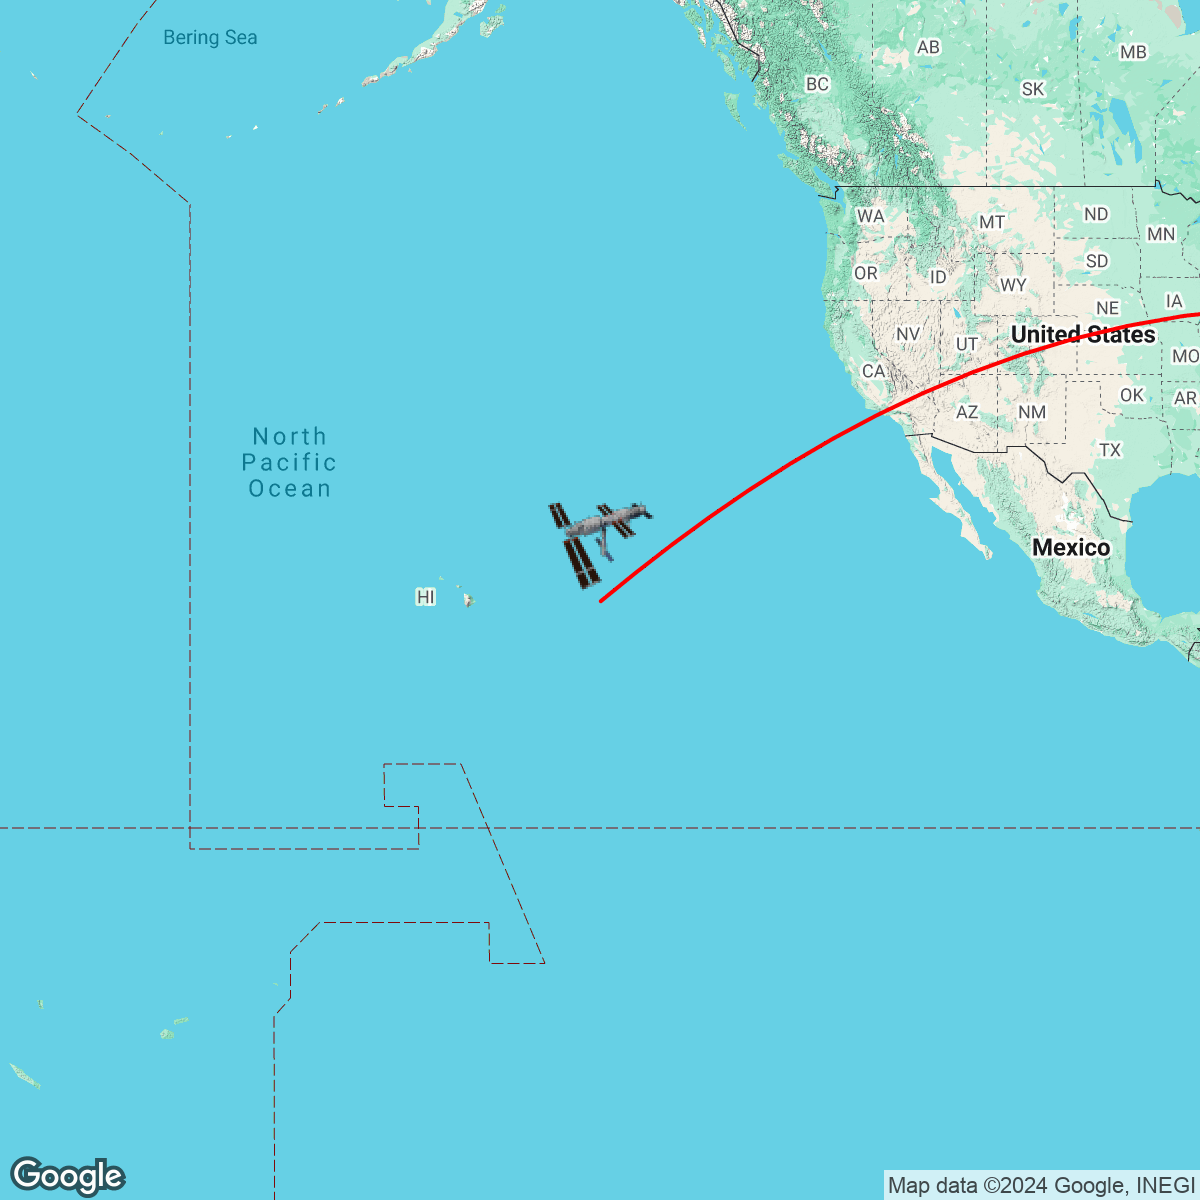 Bering Sea
AB
MB
BC
SK
WA
MT
ND
MN
OR
ID
SD
WY
NE
IA
NV
UT
United States
MO
CA
AZ
NM
OK
AR
TX
North
Pacific
Ocean
Mexico
HI
Google
Map data ©2024 Google, INEGI